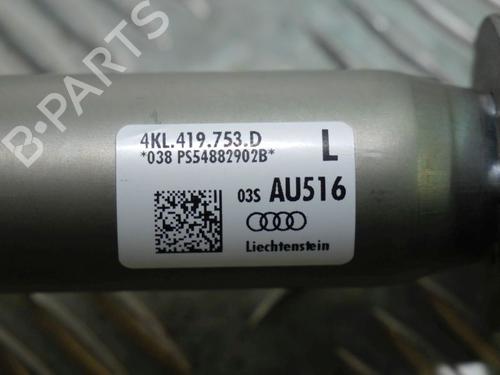 B-PARTS
4KL.419.753.D
*038 PS54882902B*
L
03S AU516
Liechtenstein